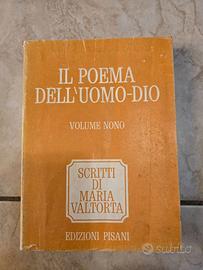 IL POEMA
DELL'UOMO-DIO
VOLUME NONO
SCRITTI
DI
MARIA
VALTORTA
EDIZIONI PISANI
subito